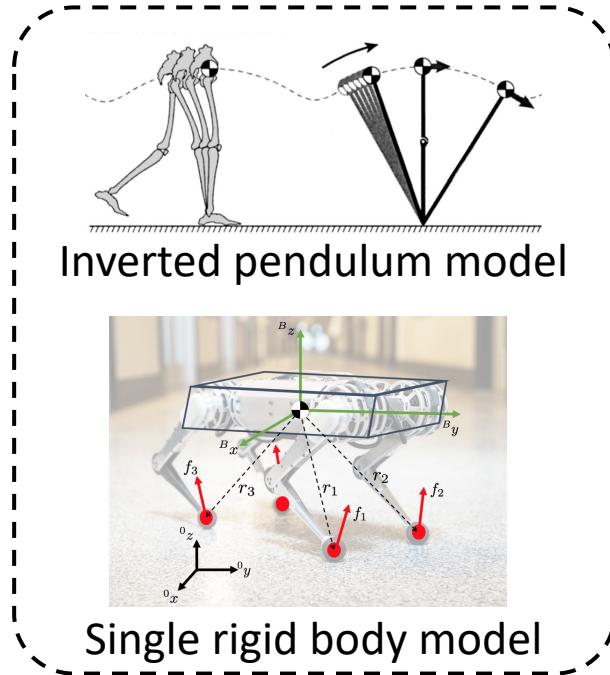 Inverted pendulum model
ᴮz
ᴮy
ᴮx
f₃
r₃
r₁
r₂
f₁
f₂
⁰z
⁰y
⁰x
Single rigid body model